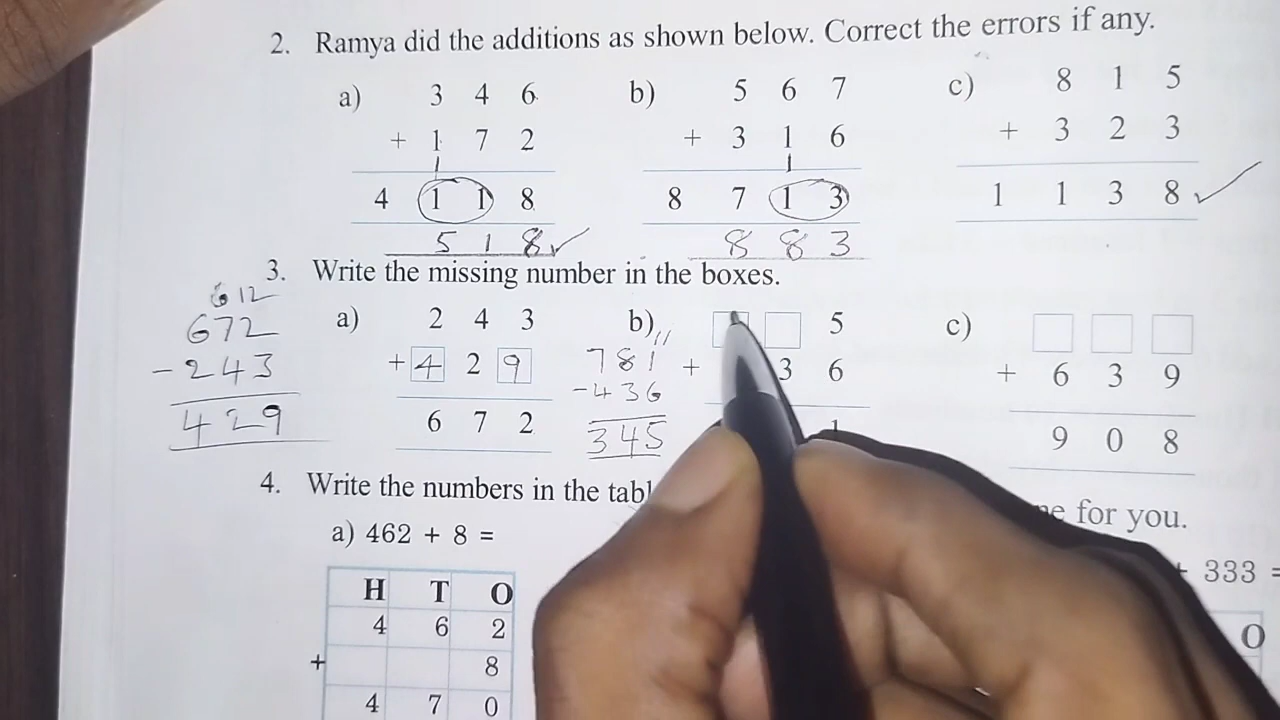 2. Ramya did the additions as shown below. Correct the errors if any.
a) 3 4 6 b) 5 6 7 c) 8 1 5
+ 1 7 2 + 3 1 6 + 3 2 3
4 1 1 8 8 7 1 3 1 1 3 8 ✓
5 1 8 ✓ 8 8 3
3. Write the missing number in the boxes.
6 12
672
- 243
429
a) 2 4 3
+ 4 2 9
6 7 2
b) 5
+ 3 6
1
781
- 436
345
c)
+ 6 3 9
9 0 8
4. Write the numbers in the
for you.
a) 462 + 8 =
+ 333 =
H T O
4 6 2
+ 8
4 7 0
O